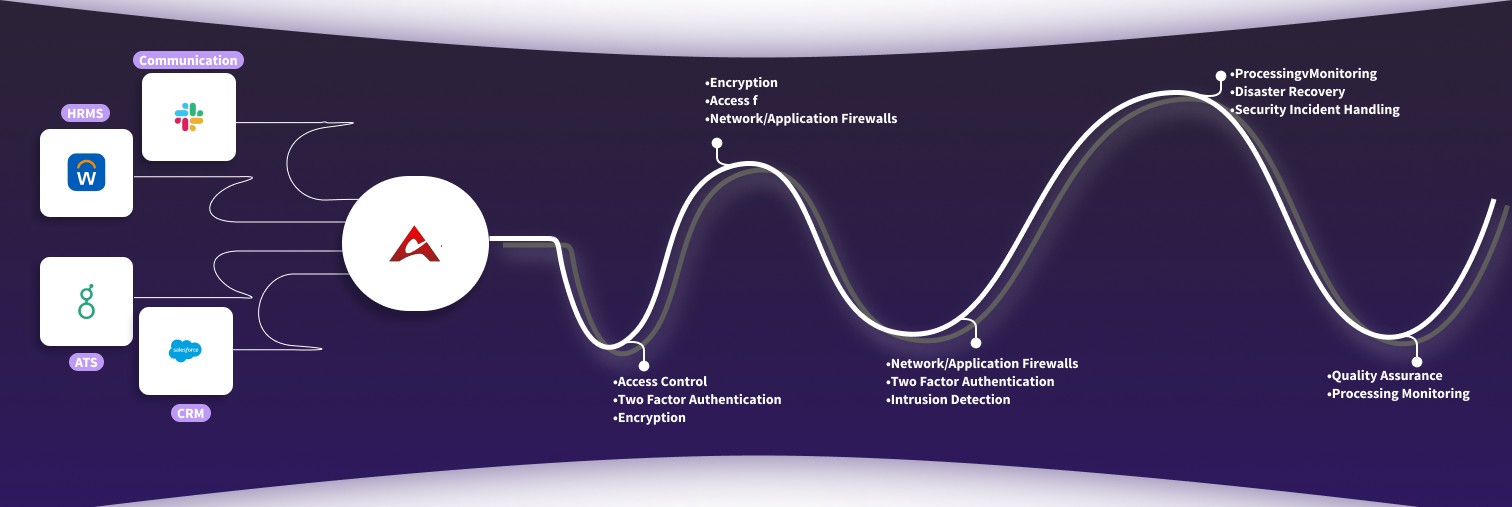 Communication
HRMS
W
ATS
salesforce
CRM
•Encryption
•Access f
•Network/Application Firewalls
•Access Control
•Two Factor Authentication
•Encryption
•Network/Application Firewalls
•Two Factor Authentication
•Intrusion Detection
•ProcessingvMonitoring
•Disaster Recovery
•Security Incident Handling
•Quality Assurance
•Processing Monitoring